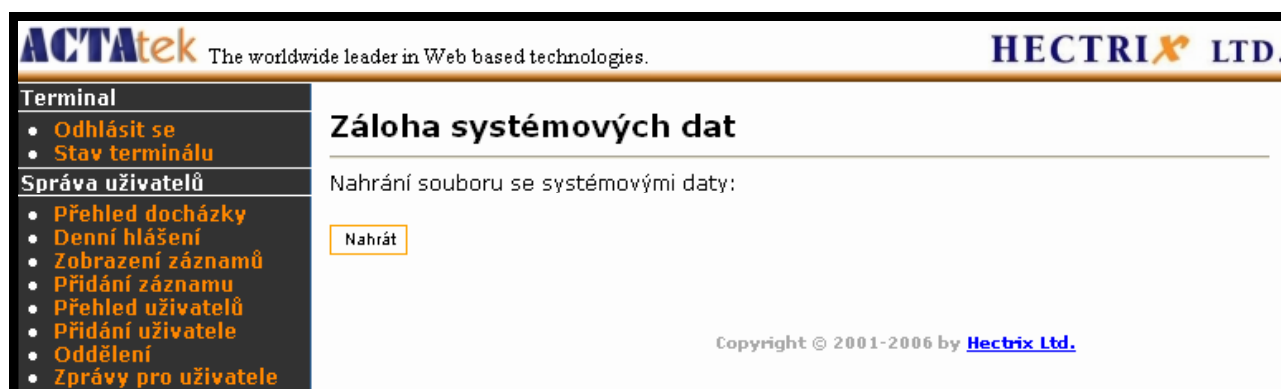 ACTAtek The worldwide leader in Web based technologies.
HECTRIX LTD.
Terminal
Odhlásit se
Stav terminálu
Správa uživatelů
Přehled docházky
Denní hlášení
Zobrazení záznamů
Přidání záznamu
Přehled uživatelů
Přidání uživatele
Oddělení
Zprávy pro uživatele
Záloha systémových dat
Nahrání souboru se systémovými daty:
Nahrát
Copyright © 2001-2006 by Hectrix Ltd.